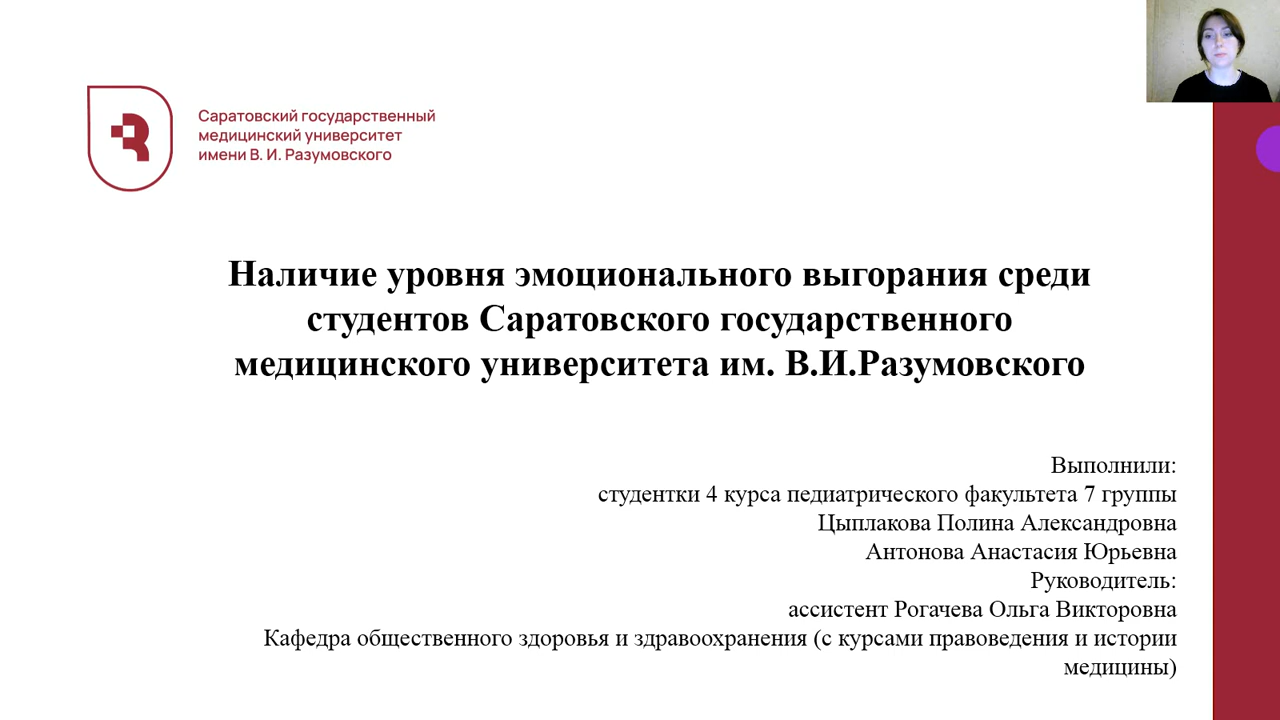 Саратовский государственный
медицинский университет
имени В. И. Разумовского
Наличие уровня эмоционального выгорания среди
студентов Саратовского государственного
медицинского университета им. В.И.Разумовского
Выполнили:
студентки 4 курса педиатрического факультета 7 группы
Цыплакова Полина Александровна
Антонова Анастасия Юрьевна
Руководитель:
ассистент Рогачева Ольга Викторовна
Кафедра общественного здоровья и здравоохранения (с курсами правоведения и истории
медицины)